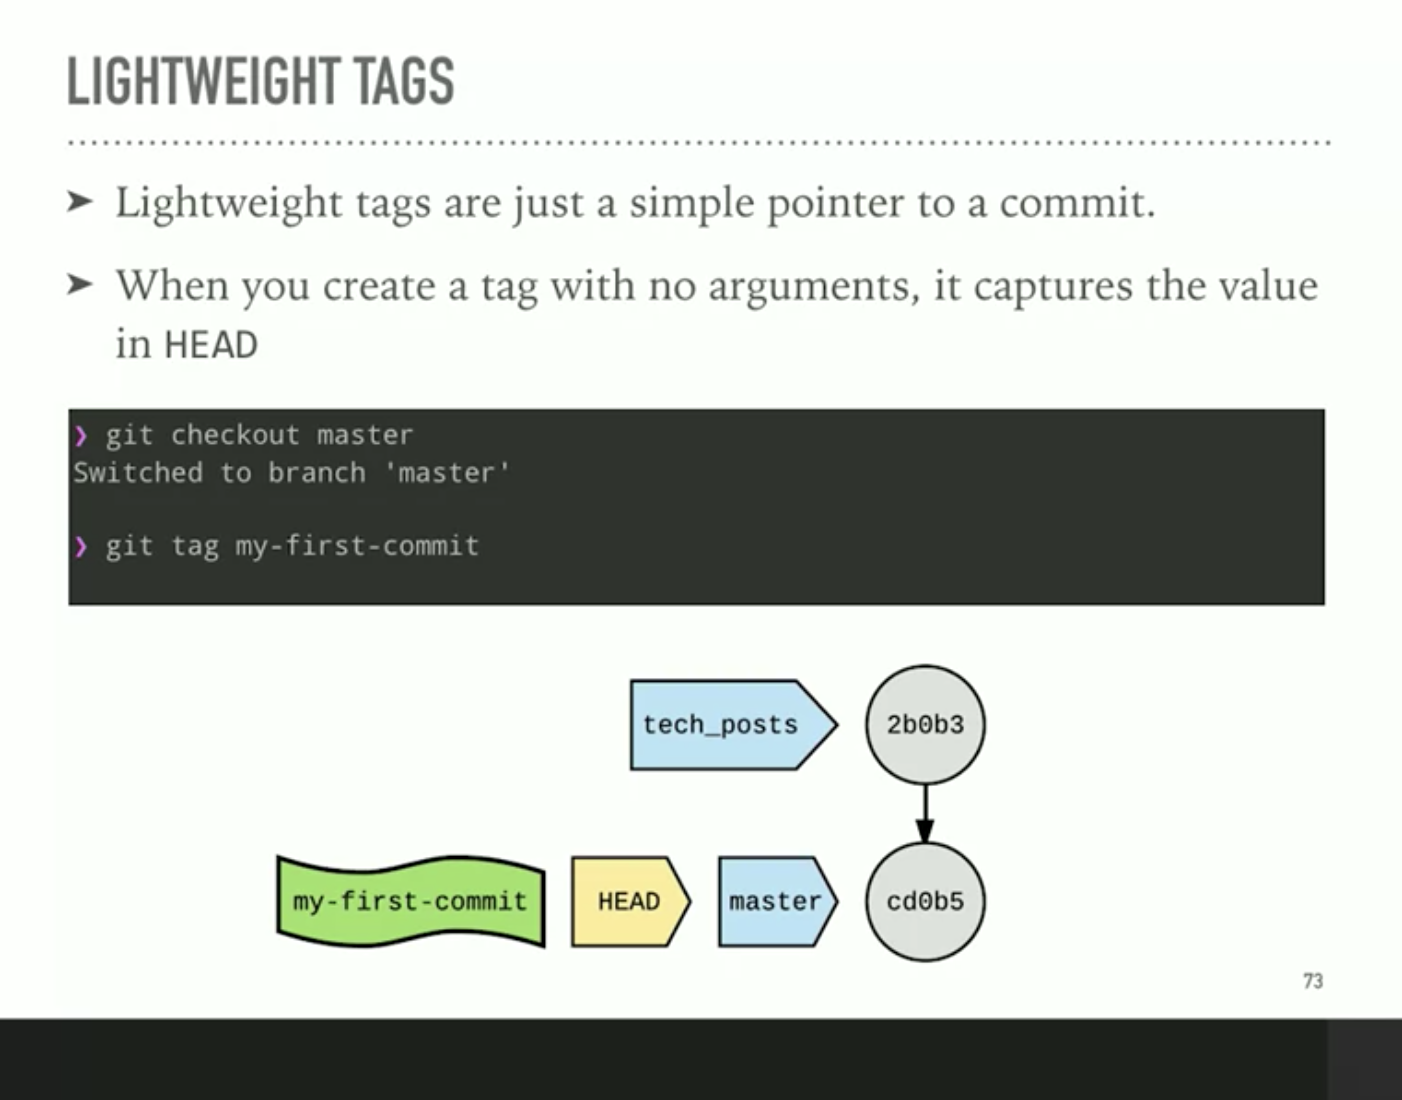 LIGHTWEIGHT TAGS
➤ Lightweight tags are just a simple pointer to a commit.
➤ When you create a tag with no arguments, it captures the value
in HEAD
❯ git checkout master
Switched to branch 'master'
❯ git tag my-first-commit
tech_posts 2b0b3
my-first-commit HEAD master cd0b5
73